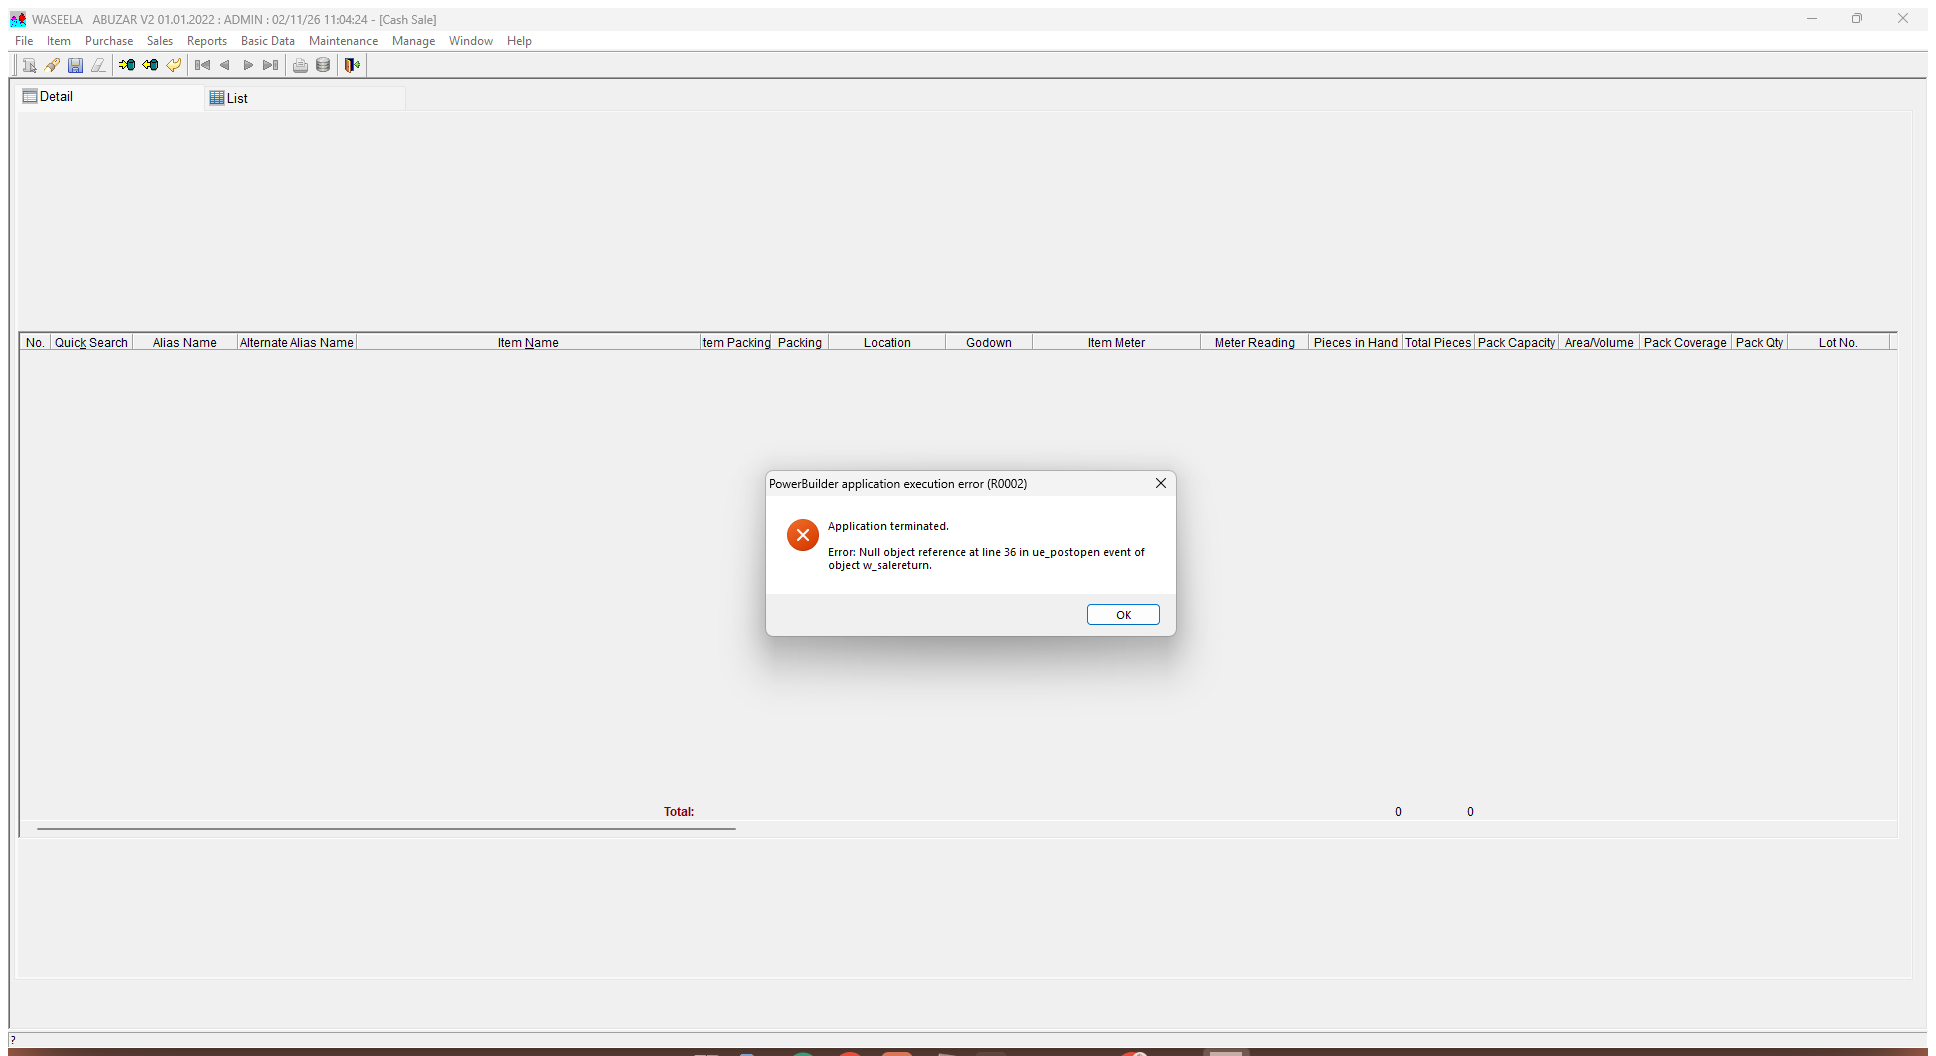 WASEELA ABUZAR V2 01.01.2022 : ADMIN : 02/11/26 11:04:24 - [Cash Sale]
File Item Purchase Sales Reports Basic Data Maintenance Manage Window Help
Detail List
No. Quick Search Alias Name Alternate Alias Name Item Name tem Packing Packing Location Godown Item Meter Meter Reading Pieces in Hand Total Pieces Pack Capacity Area/Volume Pack Coverage Pack Qty Lot No.
PowerBuilder application execution error (R0002)
Application terminated.
Error: Null object reference at line 36 in ue_postopen event of
object w_salereturn.
OK
Total: 0 0
?